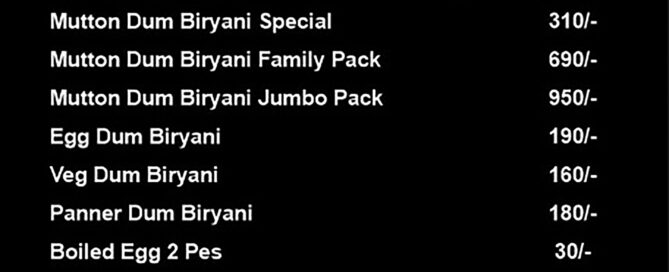 Mutton Dum Biryani Special 310/-
Mutton Dum Biryani Family Pack 690/-
Mutton Dum Biryani Jumbo Pack 950/-
Egg Dum Biryani 190/-
Veg Dum Biryani 160/-
Panner Dum Biryani 180/-
Boiled Egg 2 Pes 30/-